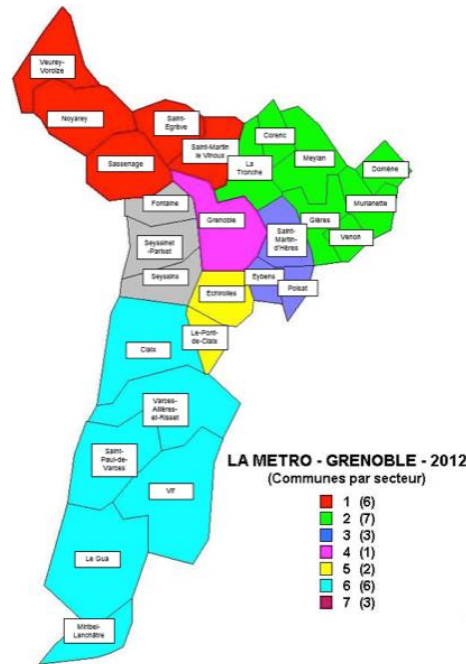 Veurey-
Voroize
Noyarey
Saint-
Egrève
Saint-Martin
le Vinoux
Sassenage
Corenc
Meylan
La
Tronche
Domène
Murianette
Fontaine
Grenoble
Gières
Saint-
Martin-
d'Hères
Venon
Seyssinet
-Pariset
Seyssins
Eybens
Poisat
Echirolles
Le-Pont-
de-Claix
Claix
Varces-
Allières-
et-Risset
Saint-
Paul-de-
Varces
Vif
Le Gua
Miribel-
Lanchâtre
LA METRO - GRENOBLE - 2012
(Communes par secteur)
1 (6)
2 (7)
3 (3)
4 (1)
5 (2)
6 (6)
7 (3)